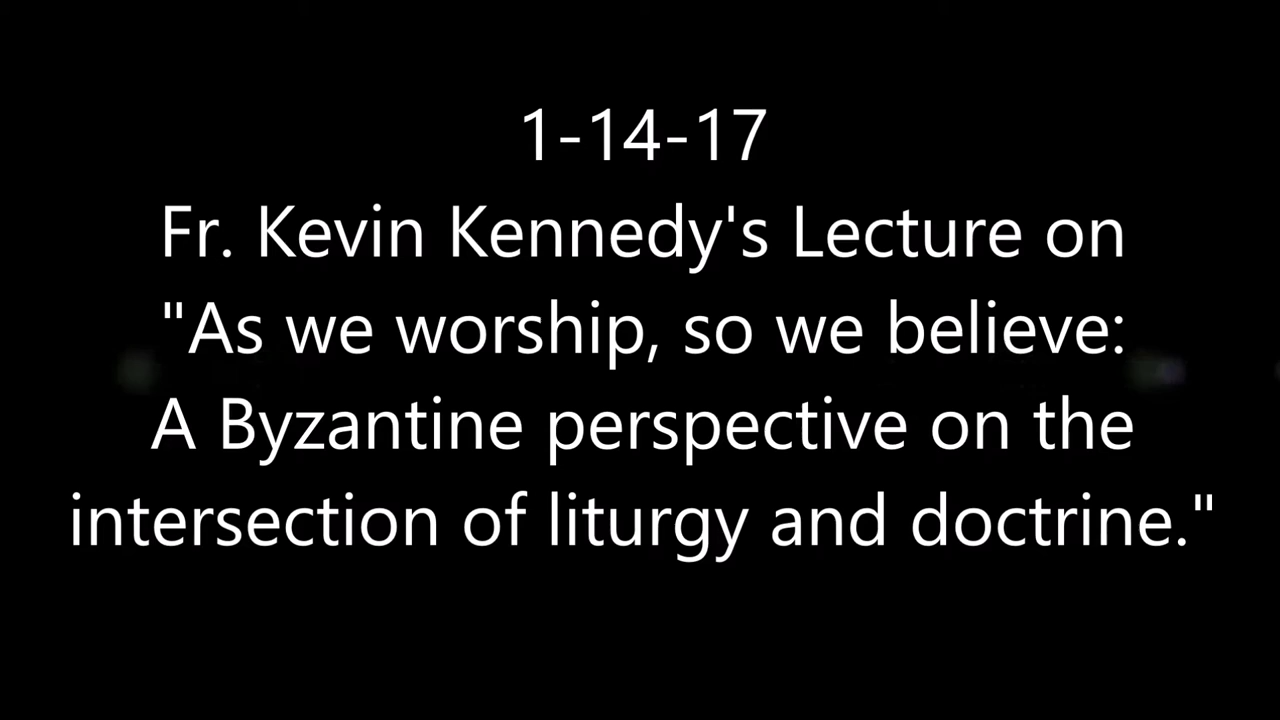 1-14-17
Fr. Kevin Kennedy's Lecture on
"As we worship, so we believe:
A Byzantine perspective on the
intersection of liturgy and doctrine."